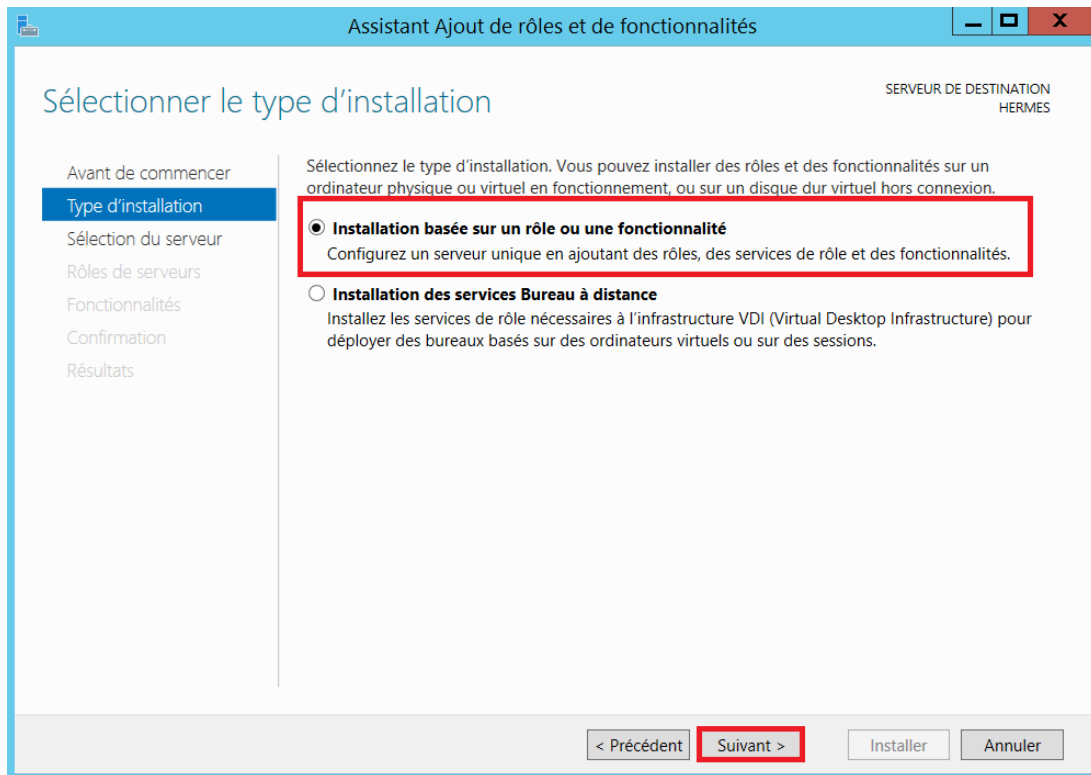 Assistant Ajout de rôles et de fonctionnalités
Sélectionner le type d'installation
SERVEUR DE DESTINATION
HERMES
Avant de commencer
Type d'installation
Sélection du serveur
Rôles de serveurs
Fonctionnalités
Confirmation
Résultats
Sélectionnez le type d'installation. Vous pouvez installer des rôles et des fonctionnalités sur un
ordinateur physique ou virtuel en fonctionnement, ou sur un disque dur virtuel hors connexion.
Installation basée sur un rôle ou une fonctionnalité
Configurez un serveur unique en ajoutant des rôles, des services de rôle et des fonctionnalités.
Installation des services Bureau à distance
Installez les services de rôle nécessaires à l'infrastructure VDI (Virtual Desktop Infrastructure) pour
déployer des bureaux basés sur des ordinateurs virtuels ou sur des sessions.
< Précédent
Suivant >
Installer
Annuler